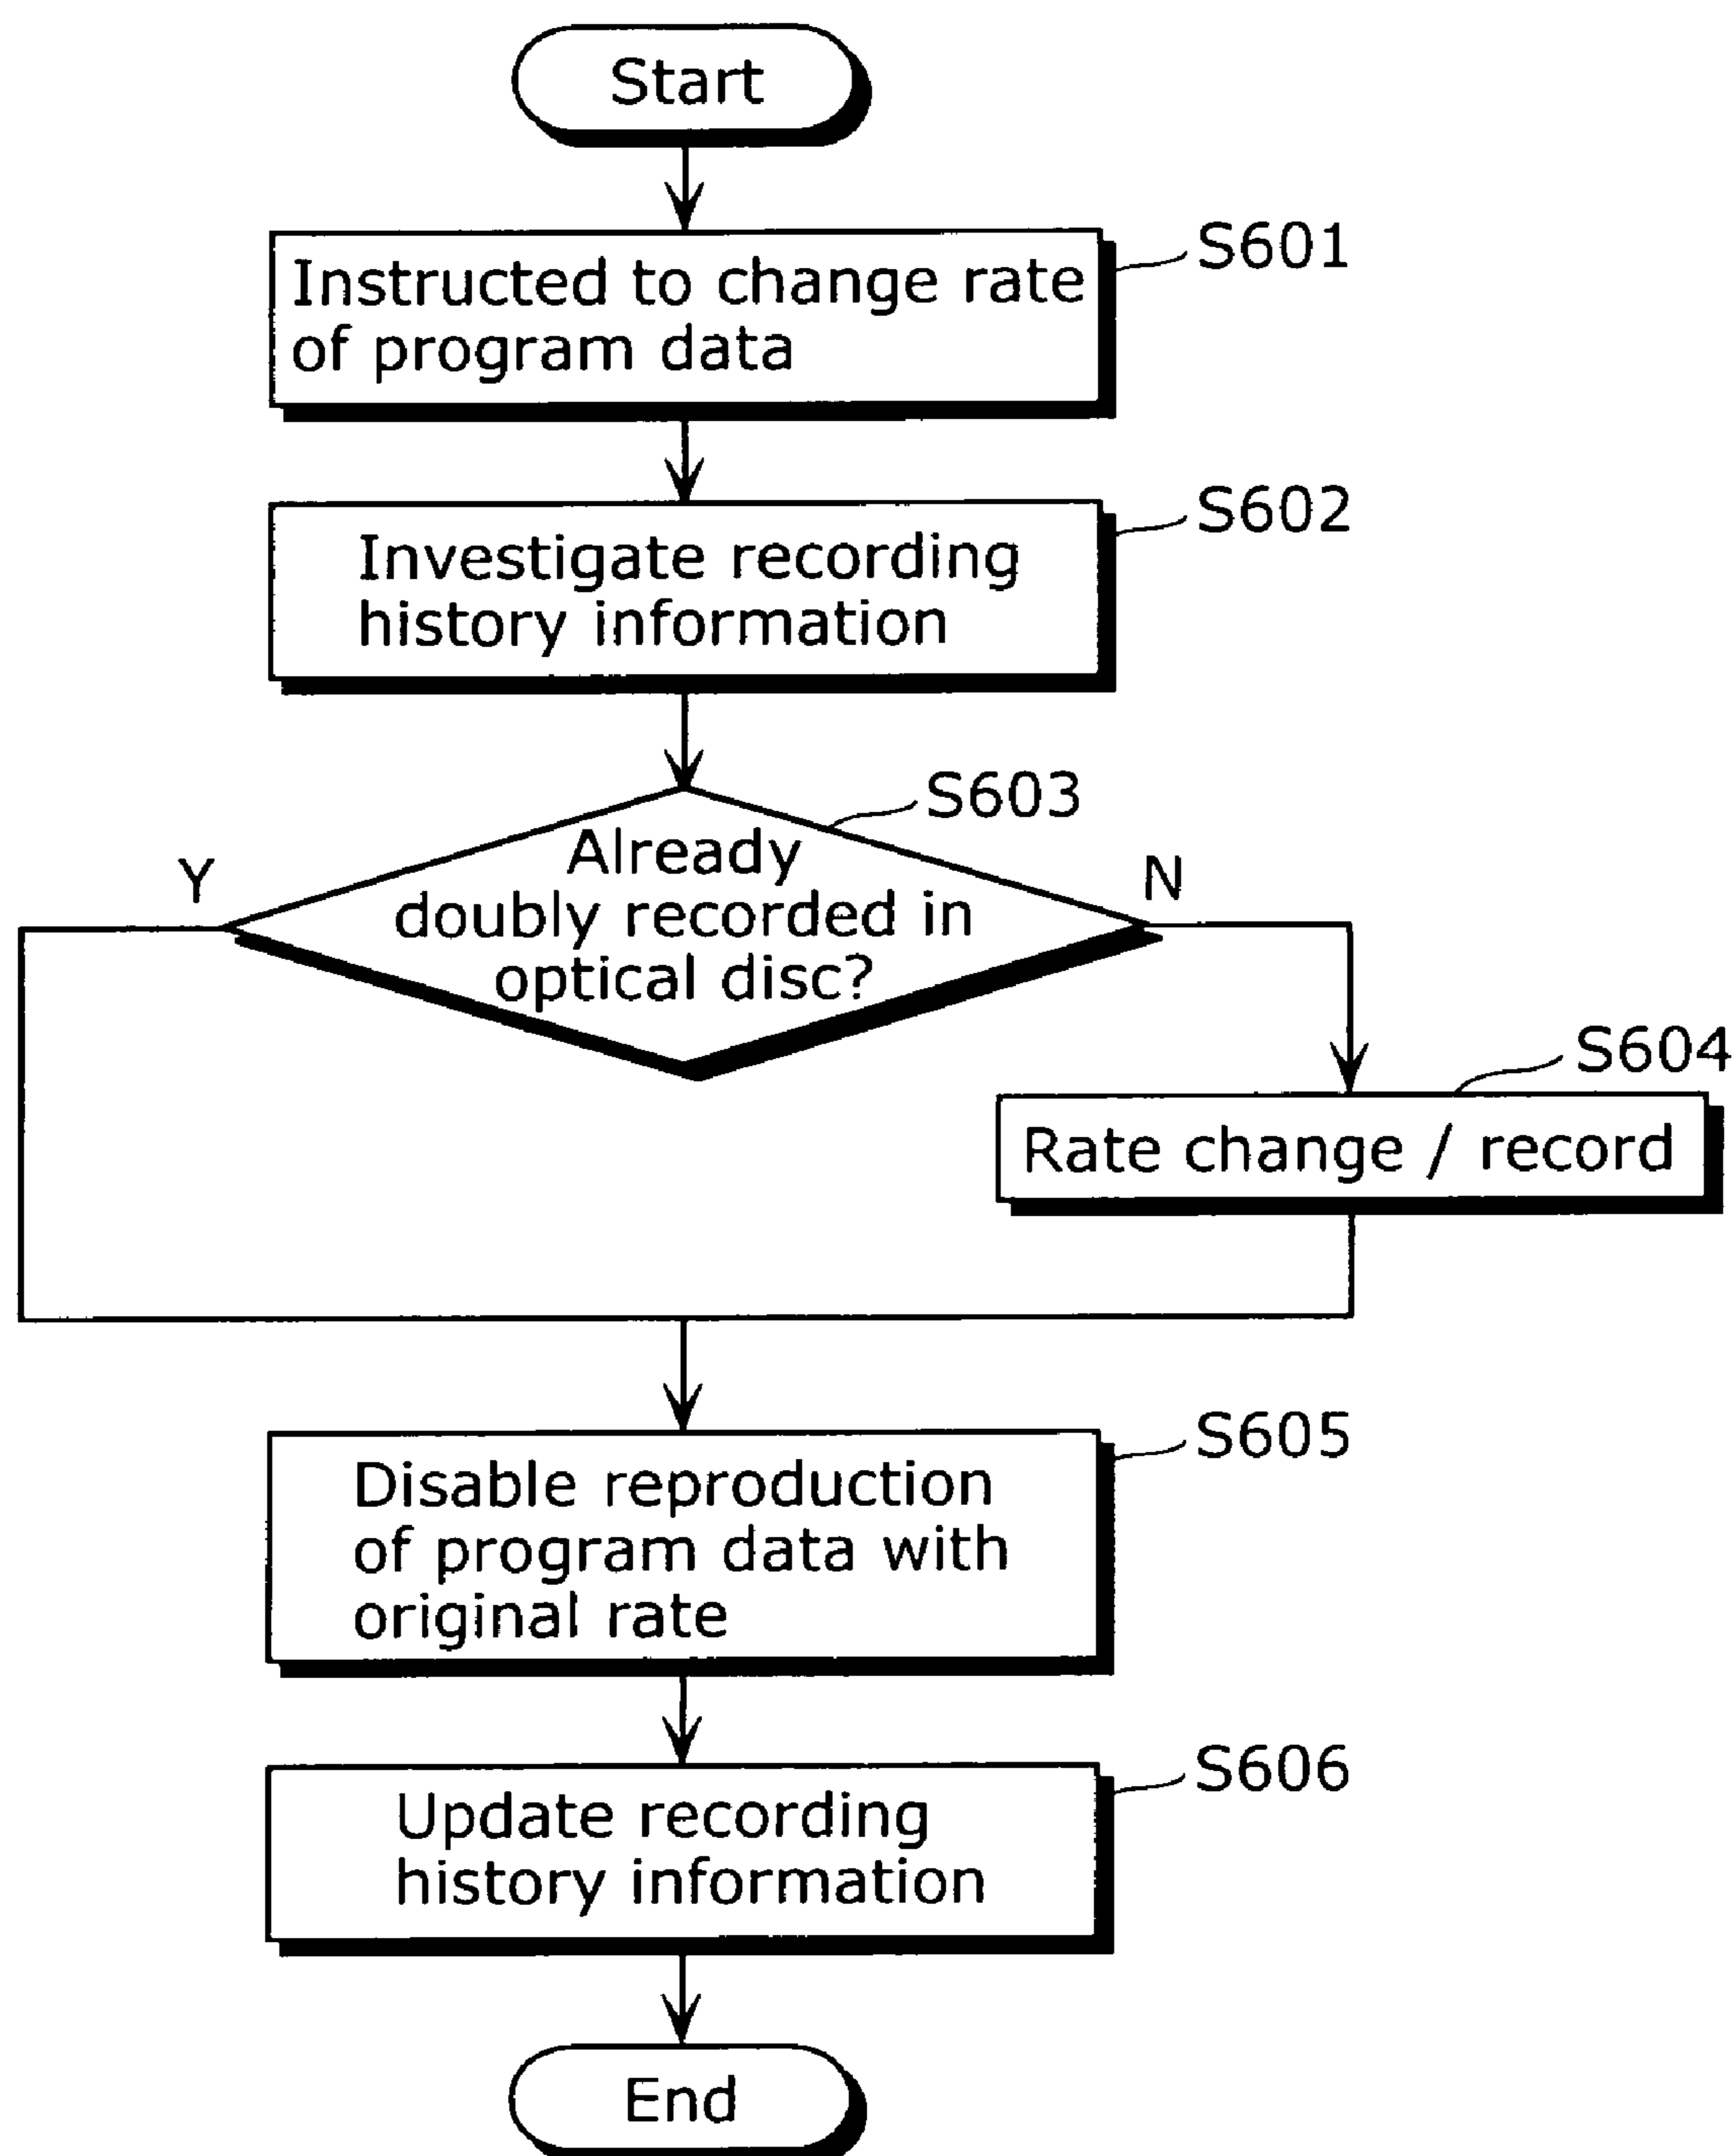 Start
S601
Instructed to change rate
of program data
S602
Investigate recording
history information
S603
Already
doubly recorded in
optical disc?
Y
N
S604
Rate change / record
S605
Disable reproduction
of program data with
original rate
S606
Update recording
history information
End